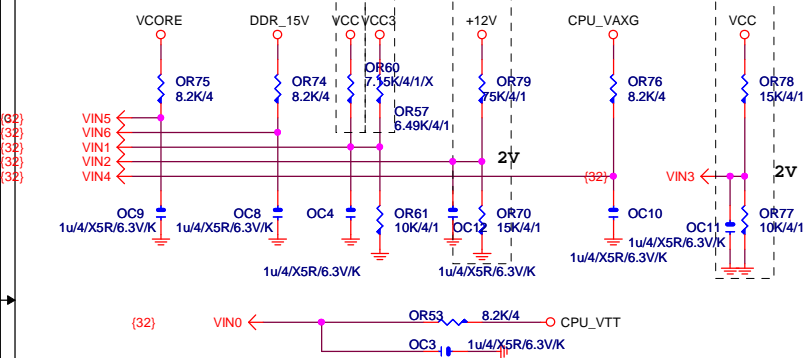 VCORE DDR_15V VCC VCC3 +12V CPU_VAXG VCC
OR75 8.2K/4
OR74 8.2K/4
OR60 7.15K/4/1/X
OR57 6.49K/4/1
OR79 75K/4/1
OR76 8.2K/4
OR78 15K/4/1
{32} VIN5
{32} VIN6
{32} VIN1
{32} VIN2 2V
{32} VIN4
{32} VIN3 2V
OC9 1u/4/X5R/6.3V/K
OC8 1u/4/X5R/6.3V/K
OC4 1u/4/X5R/6.3V/K
OR61 10K/4/1
OC12 1u/4/X5R/6.3V/K
OR70 15K/4/1
OC10 1u/4/X5R/6.3V/K
OC11 1u/4/X5R/6.3V/K
OR77 10K/4/1
{32} VIN0 OR53 8.2K/4 CPU_VTT
OC3 1u/4/X5R/6.3V/K